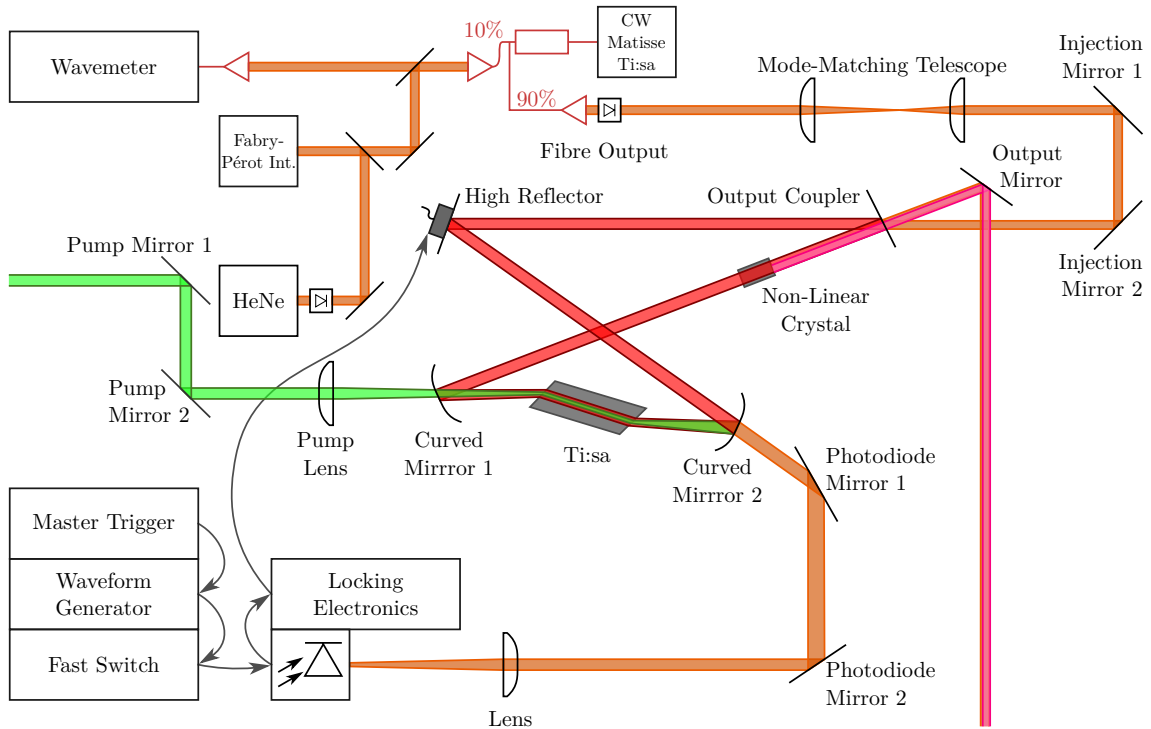 Wavemeter
10%
CW
Matisse
Ti:sa
90%
Fibre Output
Mode-Matching Telescope
Injection
Mirror 1
Fabry-
Pérot Int.
High Reflector
Output Coupler
Output
Mirror
Pump Mirror 1
HeNe
Non-Linear
Crystal
Injection
Mirror 2
Pump
Mirror 2
Pump
Lens
Curved
Mirrror 1
Ti:sa
Curved
Mirrror 2
Photodiode
Mirror 1
Master Trigger
Waveform
Generator
Fast Switch
Locking
Electronics
Lens
Photodiode
Mirror 2